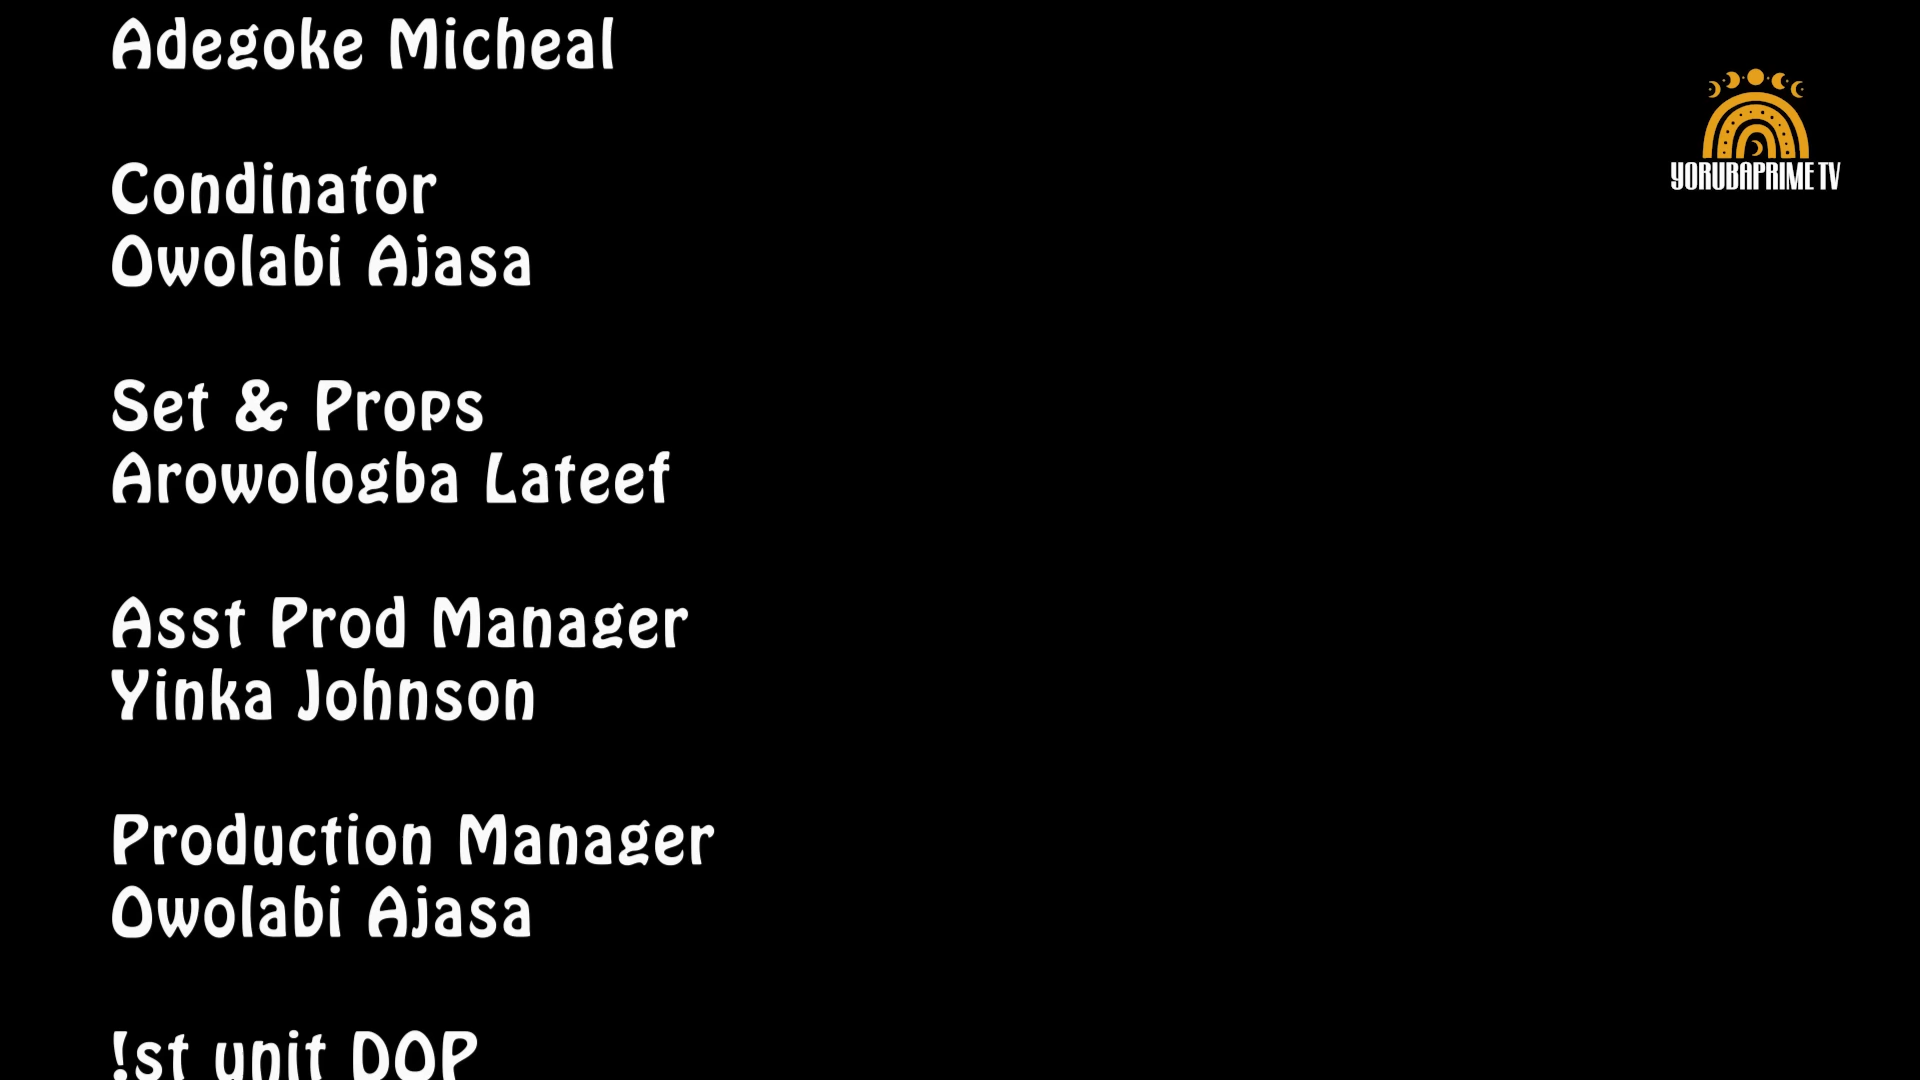 Adegoke Micheal
Condinator
Owolabi Ajasa
Set & Props
Arowologba Lateef
Asst Prod Manager
Yinka Johnson
Production Manager
Owolabi Ajasa
!st unit DOP
YORUBAPRIME TV